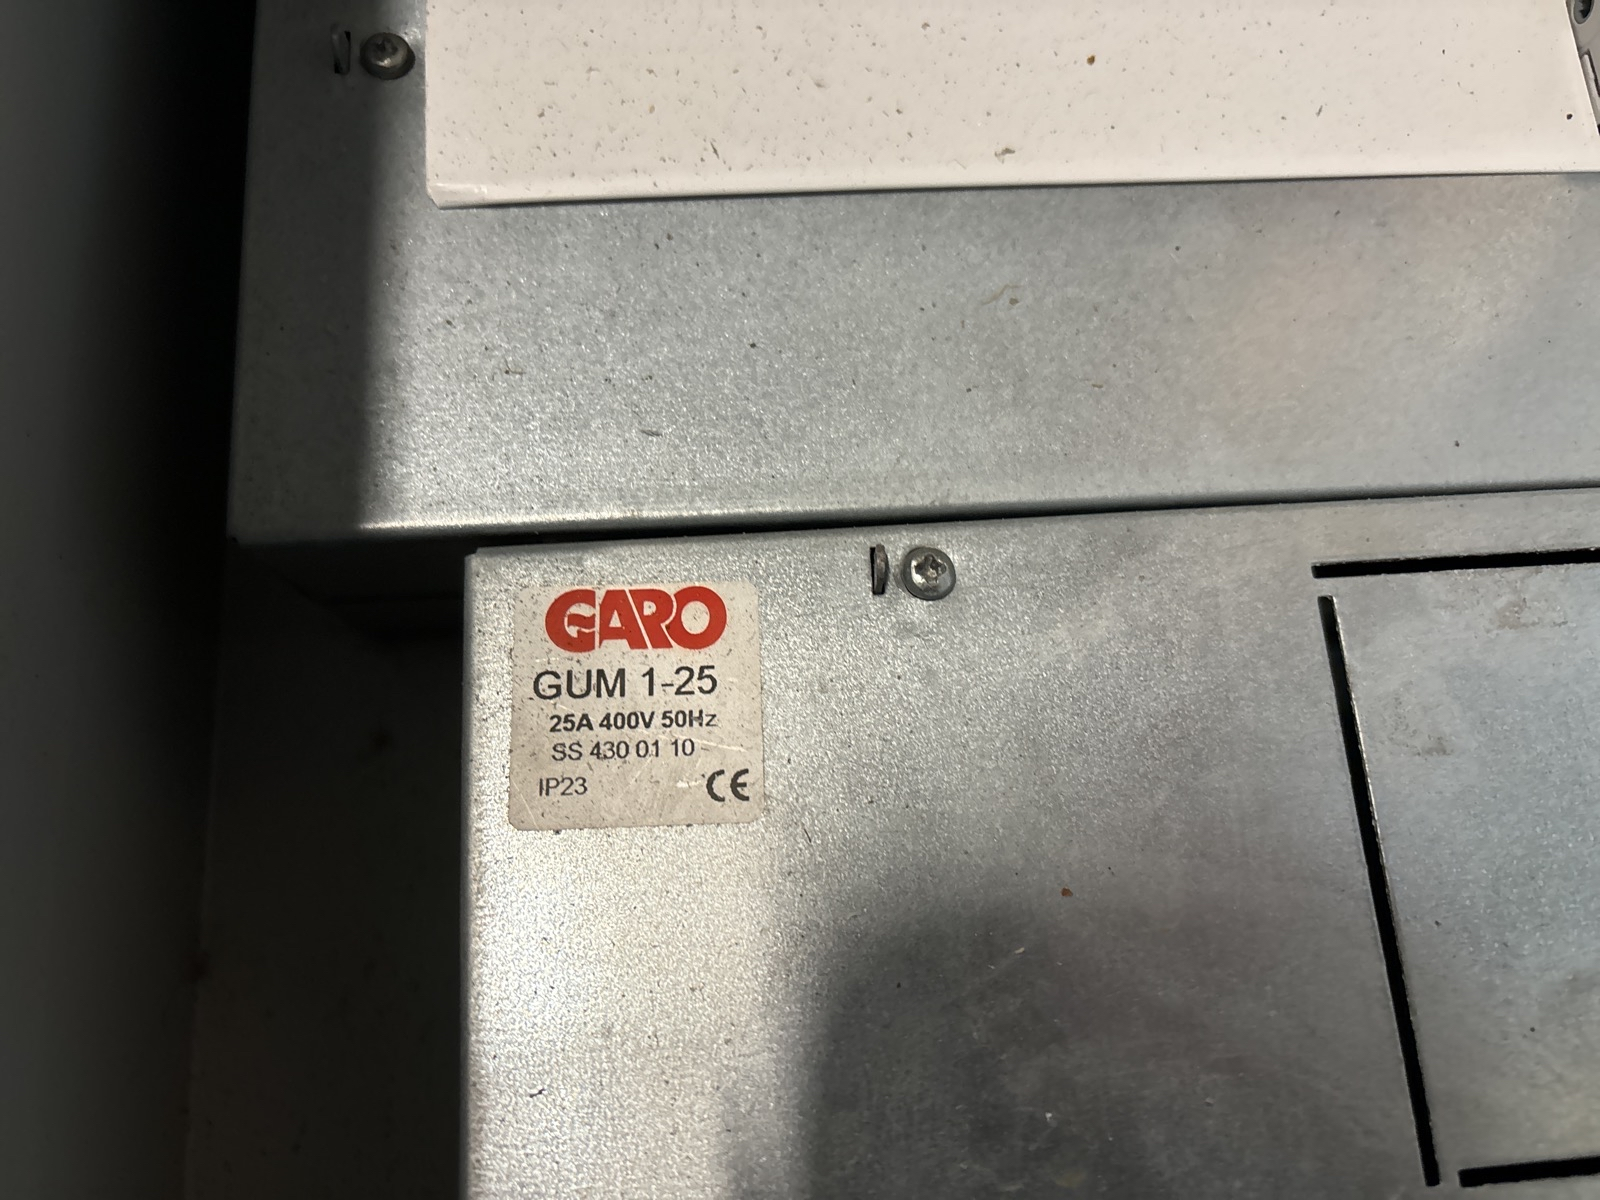 GARO
GUM 1-25
25A 400V 50Hz
SS 430 01 10
IP23 CE